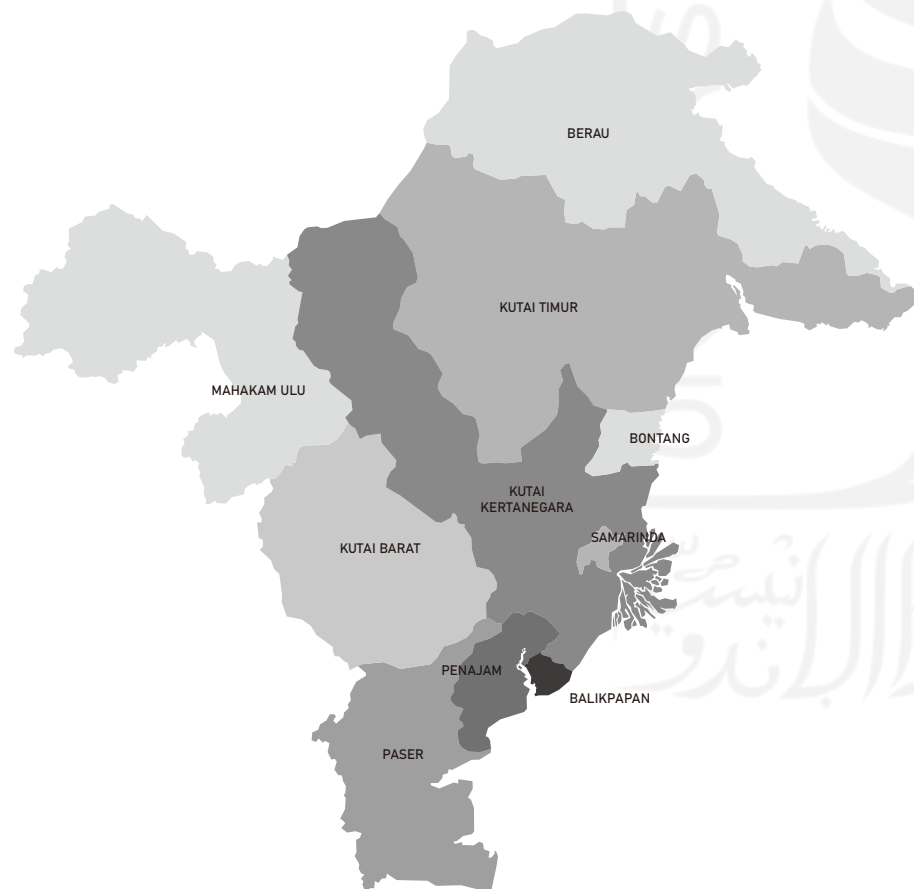 BERAU
KUTAI TIMUR
MAHAKAM ULU
BONTANG
KUTAI
KERTANEGARA
SAMARINDA
KUTAI BARAT
PENAJAM
BALIKPAPAN
PASER